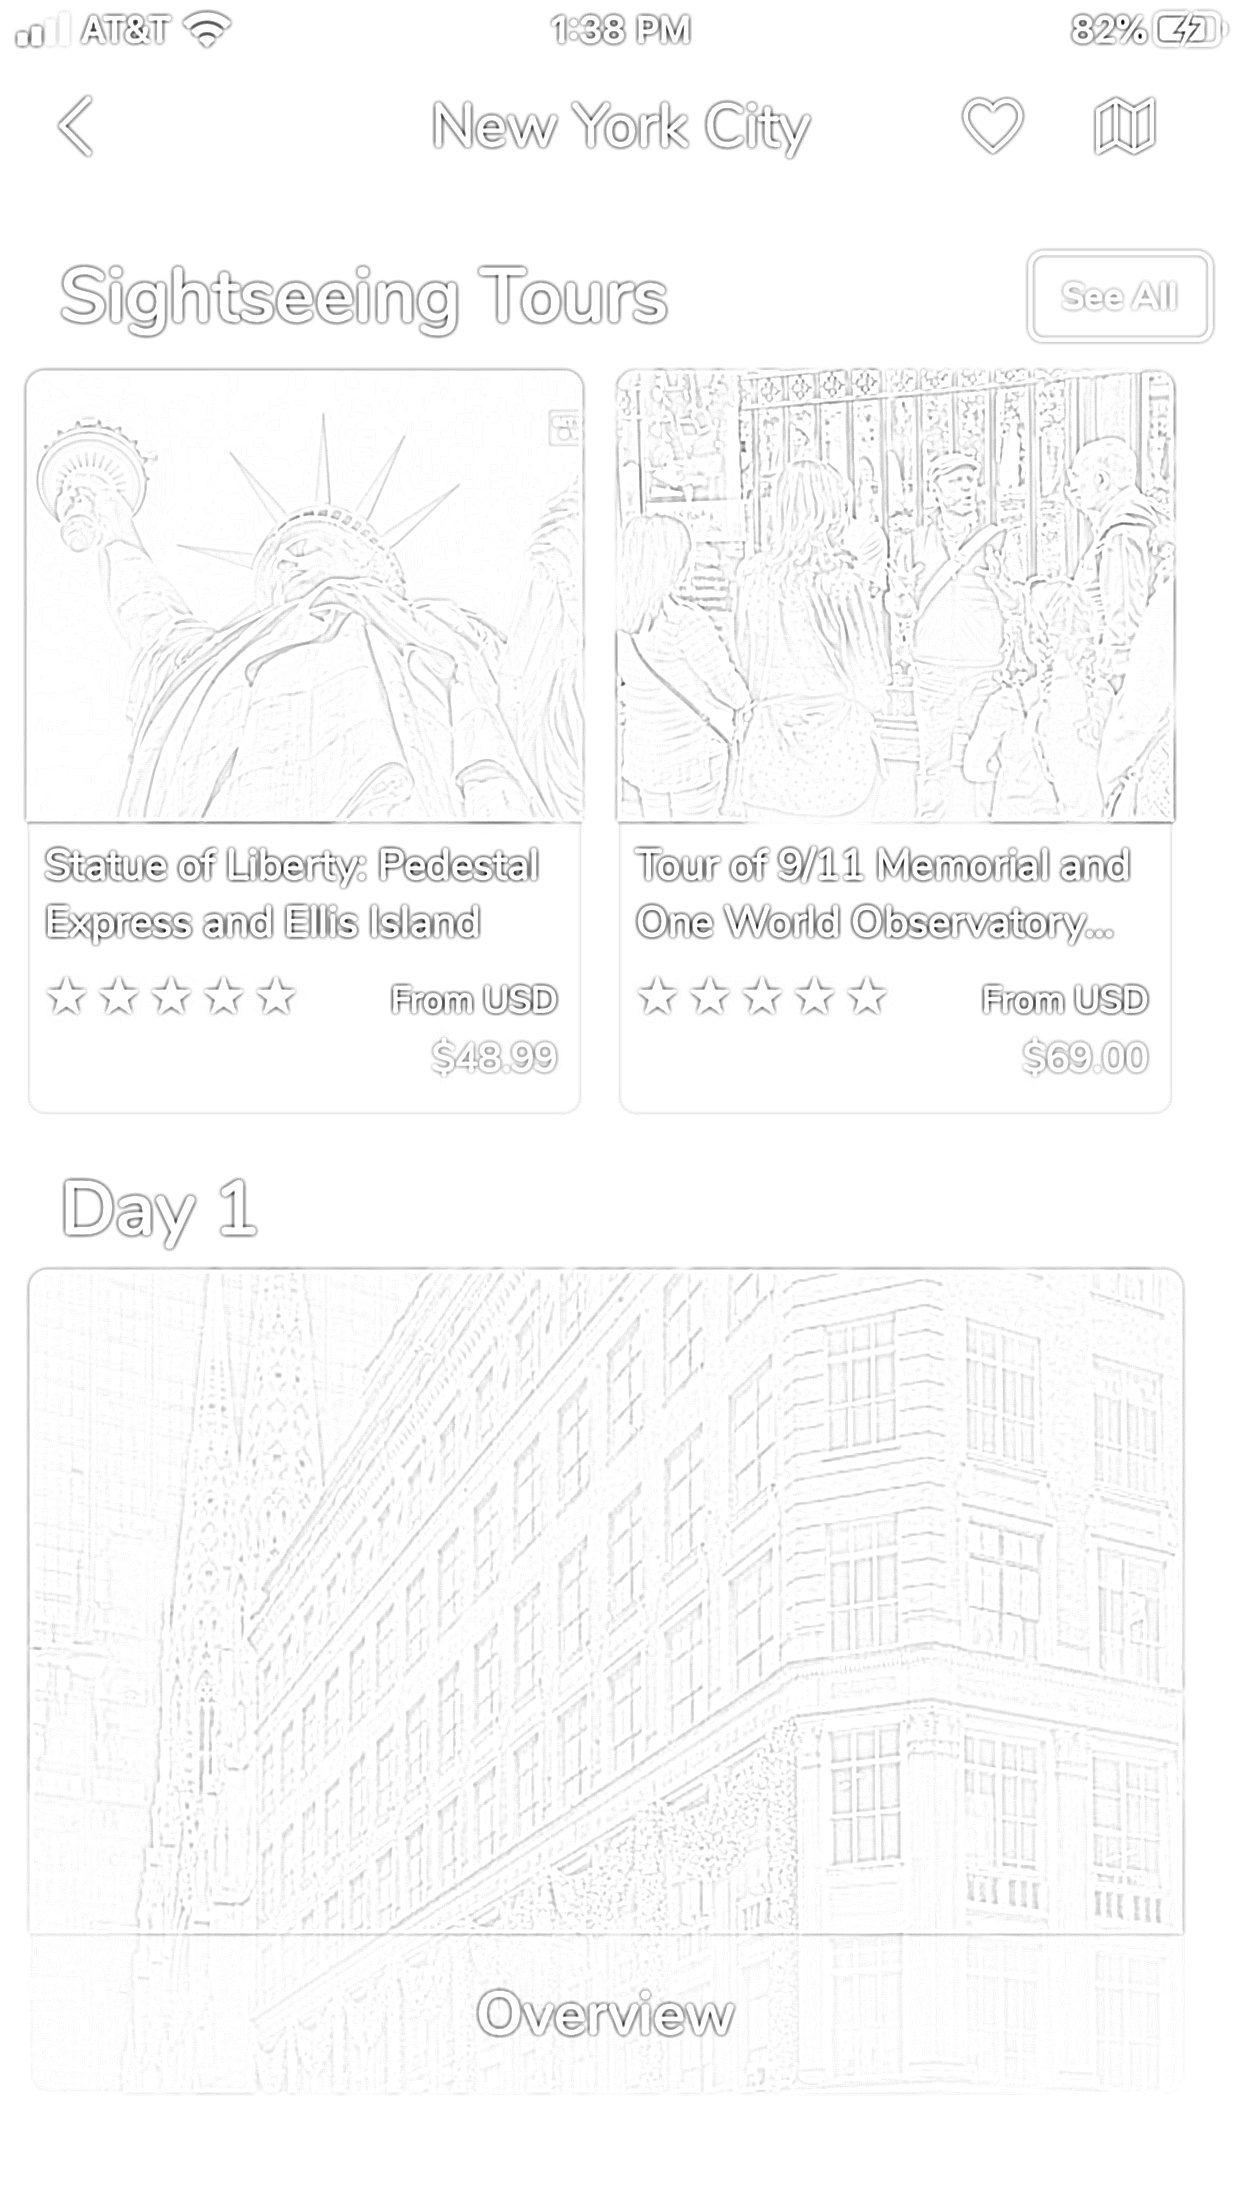 AT&T 1:38 PM 82%
New York City
Sightseeing Tours
See All
Statue of Liberty: Pedestal
Express and Ellis Island
From USD
$48.99
Tour of 9/11 Memorial and
One World Observatory...
From USD
$69.00
Day 1
Overview